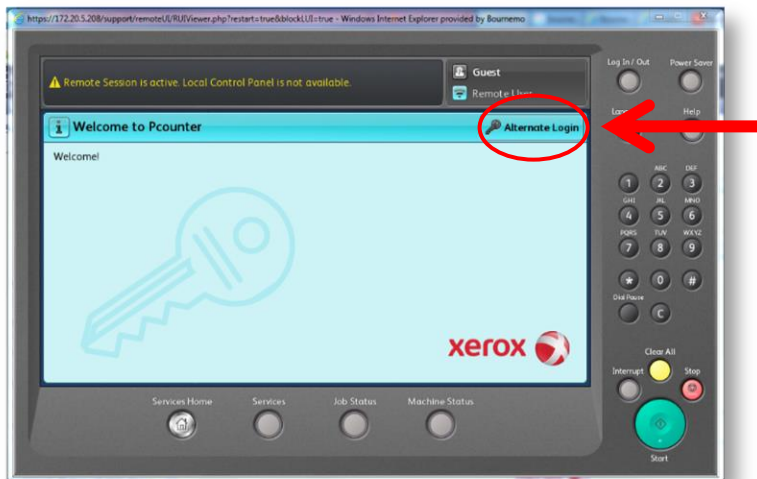 https://172.20.5.208/support/remoteUI/RUIViewer.php?restart=true&blockLUI=true - Windows Internet Explorer provided by Bournemo
Remote Session is active. Local Control Panel is not available.
Guest
Remote User
Log In / Out
Power Saver
Welcome to Pcounter
Alternate Login
Help
Welcome!
1
ABC
2
DEF
3
GHI
4
JKL
5
MNO
6
PQRS
7
TUV
8
WXYZ
9
*
0
#
Dial Pause
C
xerox
Clear All
Interrupt
Stop
Services Home
Services
Job Status
Machine Status
Start